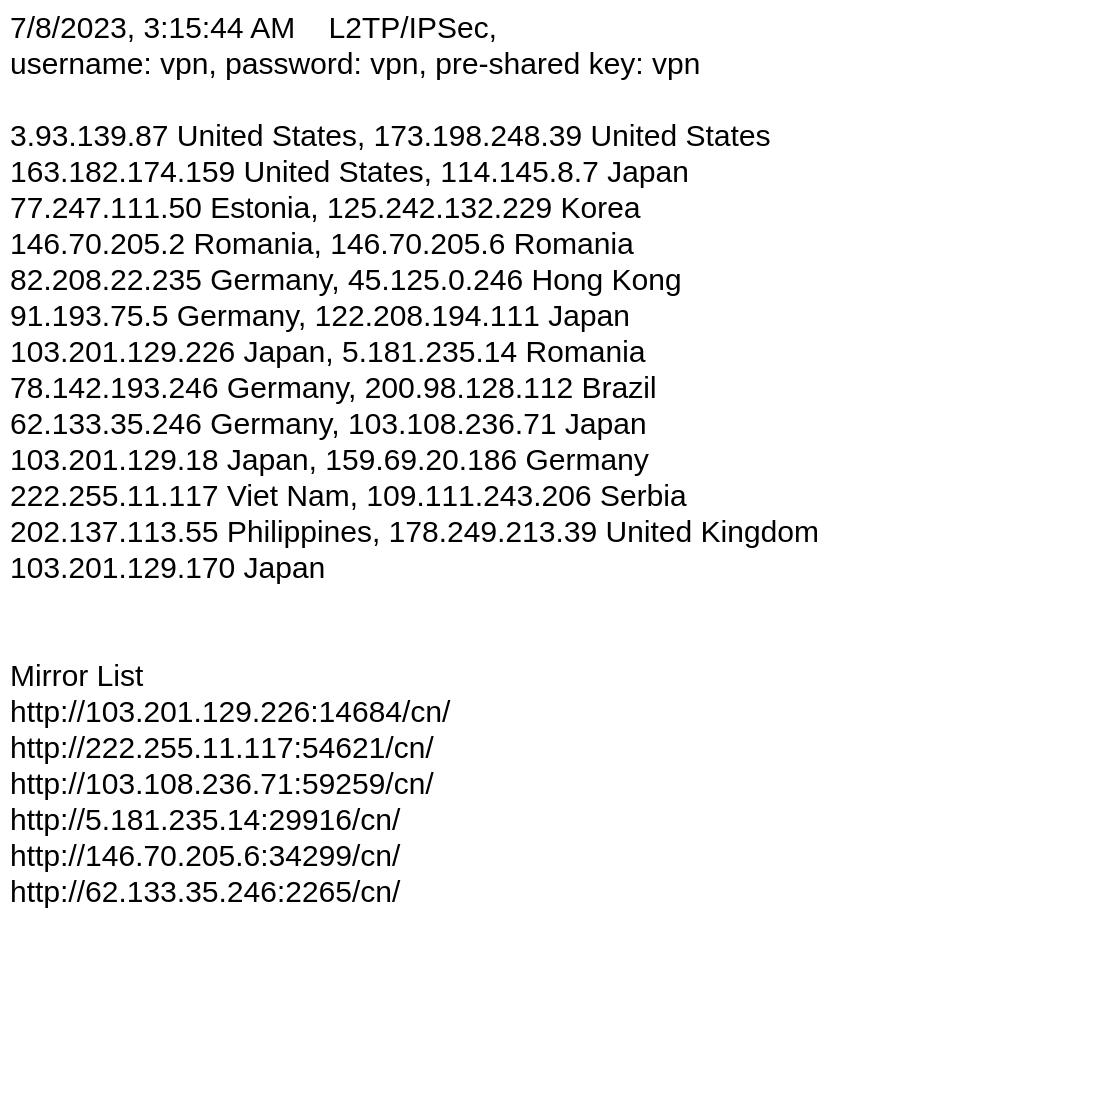 7/8/2023, 3:15:44 AM    L2TP/IPSec,
username: vpn, password: vpn, pre-shared key: vpn
3.93.139.87 United States, 173.198.248.39 United States
163.182.174.159 United States, 114.145.8.7 Japan
77.247.111.50 Estonia, 125.242.132.229 Korea
146.70.205.2 Romania, 146.70.205.6 Romania
82.208.22.235 Germany, 45.125.0.246 Hong Kong
91.193.75.5 Germany, 122.208.194.111 Japan
103.201.129.226 Japan, 5.181.235.14 Romania
78.142.193.246 Germany, 200.98.128.112 Brazil
62.133.35.246 Germany, 103.108.236.71 Japan
103.201.129.18 Japan, 159.69.20.186 Germany
222.255.11.117 Viet Nam, 109.111.243.206 Serbia
202.137.113.55 Philippines, 178.249.213.39 United Kingdom
103.201.129.170 Japan
Mirror List
http://103.201.129.226:14684/cn/
http://222.255.11.117:54621/cn/
http://103.108.236.71:59259/cn/
http://5.181.235.14:29916/cn/
http://146.70.205.6:34299/cn/
http://62.133.35.246:2265/cn/